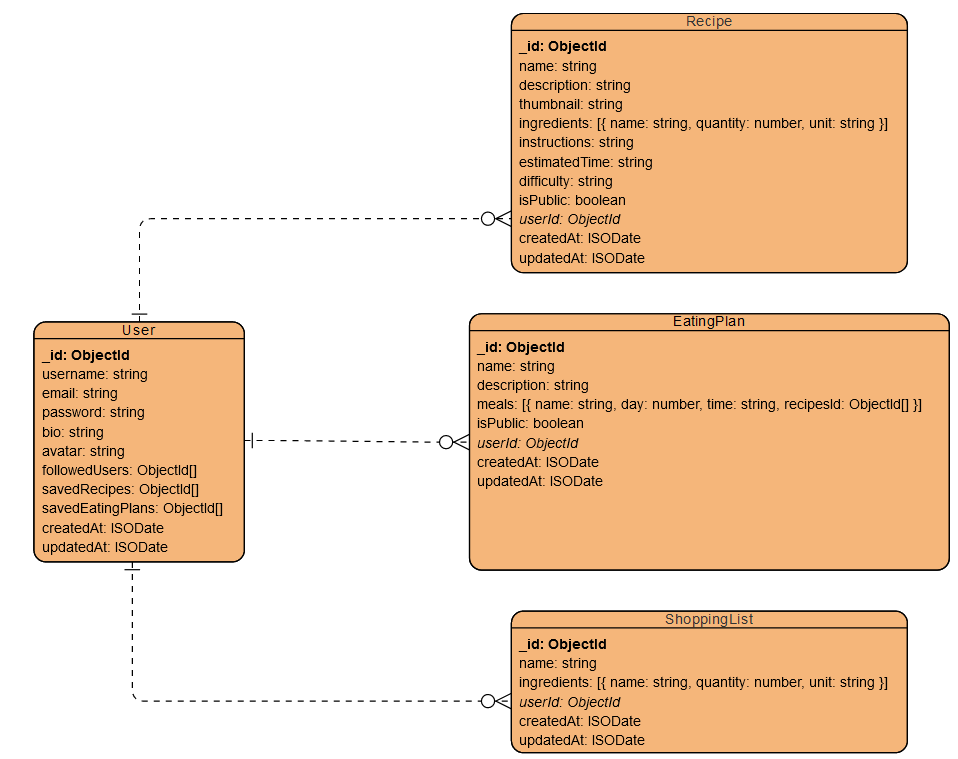 Recipe
_id: ObjectId
name: string
description: string
thumbnail: string
ingredients: [{ name: string, quantity: number, unit: string }]
instructions: string
estimatedTime: string
difficulty: string
isPublic: boolean
userId: ObjectId
createdAt: ISODate
updatedAt: ISODate
User
_id: ObjectId
username: string
email: string
password: string
bio: string
avatar: string
followedUsers: ObjectId[]
savedRecipes: ObjectId[]
savedEatingPlans: ObjectId[]
createdAt: ISODate
updatedAt: ISODate
EatingPlan
_id: ObjectId
name: string
description: string
meals: [{ name: string, day: number, time: string, recipesId: ObjectId[] }]
isPublic: boolean
userId: ObjectId
createdAt: ISODate
updatedAt: ISODate
ShoppingList
_id: ObjectId
name: string
ingredients: [{ name: string, quantity: number, unit: string }]
userId: ObjectId
createdAt: ISODate
updatedAt: ISODate